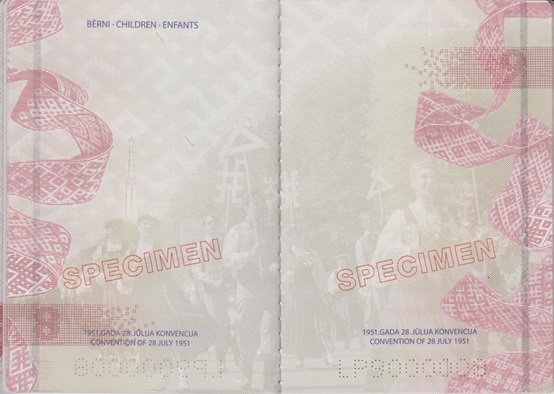 BĒRNI · CHILDREN · ENFANTS
SPECIMEN
1951.GADA 28. JŪLIJA KONVENCIJA
CONVENTION OF 28 JULY 1951
SPECIMEN
1951.GADA 28. JŪLIJA KONVENCIJA
CONVENTION OF 28 JULY 1951